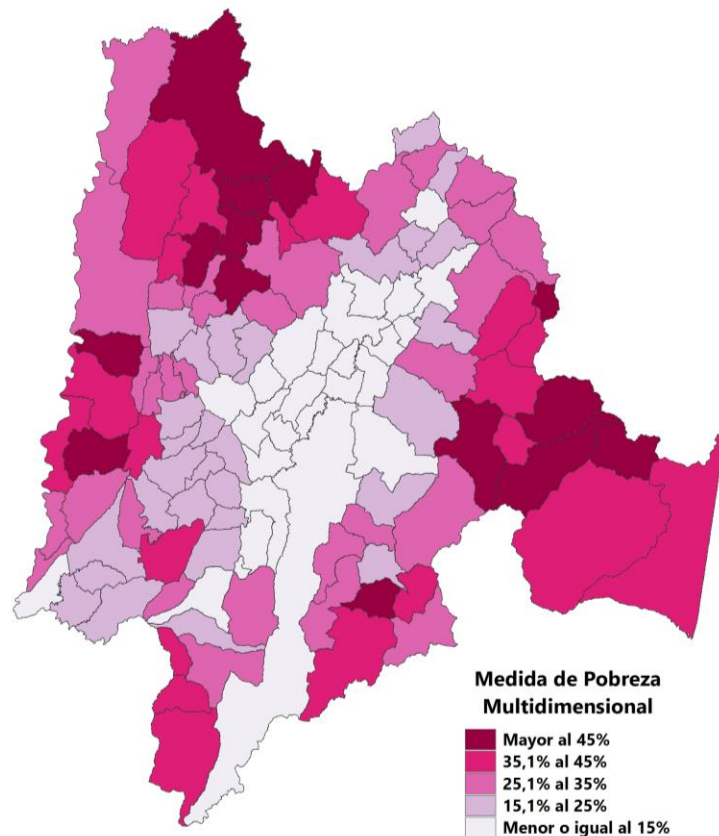 Medida de Pobreza
Multidimensional
Mayor al 45%
35,1% al 45%
25,1% al 35%
15,1% al 25%
Menor o igual al 15%